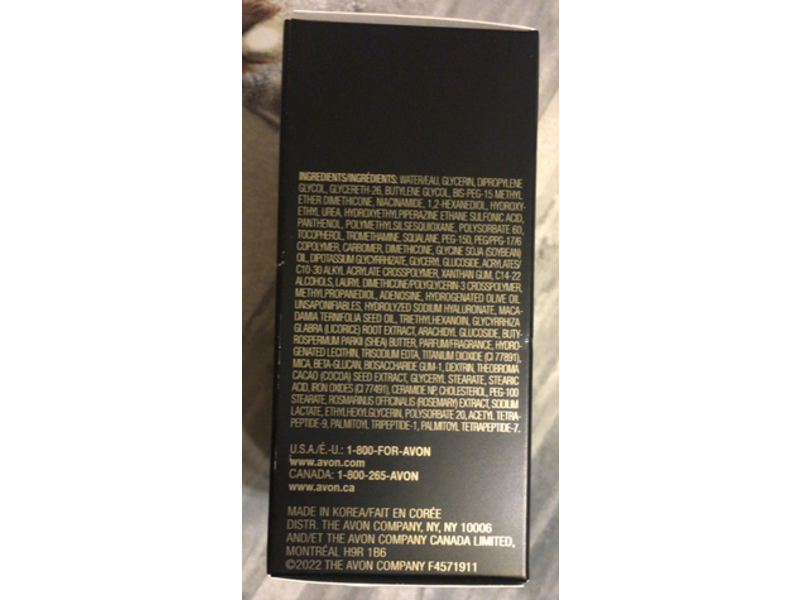 INGREDIENTS/INGRÉDIENTS: WATER/EAU, GLYCERIN, DIPROPYLENE
GLYCOL, GLYCERETH-26, BUTYLENE GLYCOL, BIS-PEG-15 METHYL
ETHER DIMETHICONE, NIACINAMIDE, 1,2-HEXANEDIOL, HYDROXY-
ETHYL UREA, HYDROXYETHYLPIPERAZINE ETHANE SULFONIC ACID,
PANTHENOL, POLYMETHYLSILSESQUIOXANE, POLYSORBATE 60,
TOCOPHEROL, TROMETHAMINE, SQUALANE, PEG-150, PEG/PPG-17/6
COPOLYMER, CARBOMER, DIMETHICONE, GLYCINE SOJA (SOYBEAN)
OIL, DIPOTASSIUM GLYCYRRHIZATE, GLYCERYL GLUCOSIDE, ACRYLATES/
C10-30 ALKYL ACRYLATE CROSSPOLYMER, XANTHAN GUM, C14-22
ALCOHOLS, LAURYL DIMETHICONE/POLYGLYCERIN-3 CROSSPOLYMER,
METHYLPROPANEDIOL, ADENOSINE, HYDROGENATED OLIVE OIL
UNSAPONIFIABLES, HYDROLYZED SODIUM HYALURONATE, MACA-
DAMIA TERNIFOLIA SEED OIL, TRIETHYLHEXANOIN, GLYCYRRHIZA
GLABRA (LICORICE) ROOT EXTRACT, ARACHIDYL GLUCOSIDE, BUTY-
ROSPERMUM PARKII (SHEA) BUTTER, PARFUM/FRAGRANCE, HYDRO-
GENATED LECITHIN, TRISODIUM EDTA, TITANIUM DIOXIDE (CI 77891),
MICA, BETA-GLUCAN, BIOSACCHARIDE GUM-1, DEXTRIN, THEOBROMA
CACAO (COCOA) SEED EXTRACT, GLYCERYL STEARATE, STEARIC
ACID, IRON OXIDES (CI 77491), CERAMIDE NP, CHOLESTEROL, PEG-100
STEARATE, ROSMARINUS OFFICINALIS (ROSEMARY) EXTRACT, SODIUM
LACTATE, ETHYLHEXYLGLYCERIN, POLYSORBATE 20, ACETYL TETRA-
PEPTIDE-9, PALMITOYL TRIPEPTIDE-1, PALMITOYL TETRAPEPTIDE-7.
U.S.A./É.-U.: 1-800-FOR-AVON
www.avon.com
CANADA: 1-800-265-AVON
www.avon.ca
MADE IN KOREA/FAIT EN CORÉE
DISTR. THE AVON COMPANY, NY, NY 10006
AND/ET THE AVON COMPANY CANADA LIMITED,
MONTRÉAL H9R 1B6
©2022 THE AVON COMPANY F4571911